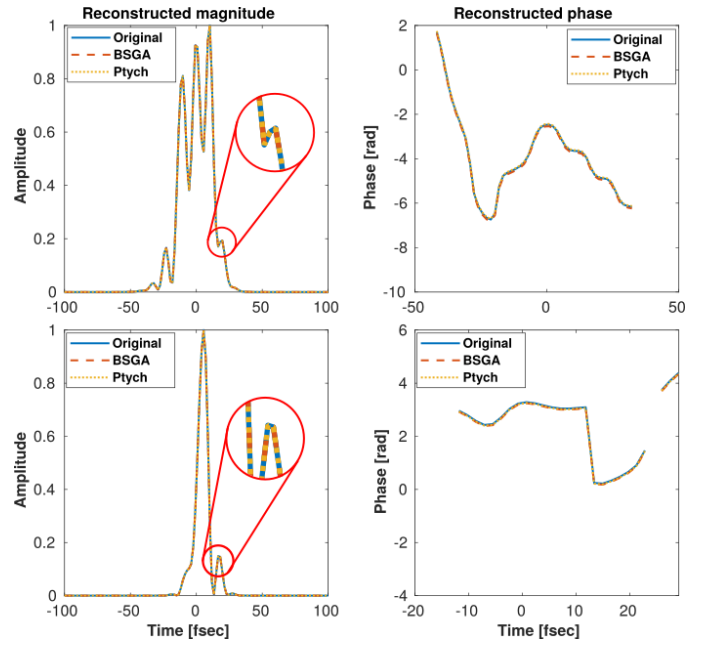 Reconstructed magnitude
Original
BSGA
Ptych
Amplitude
1
0.8
0.6
0.4
0.2
0
-100
-50
0
50
100
Reconstructed phase
Original
BSGA
Ptych
Phase [rad]
2
0
-2
-4
-6
-8
-10
-50
0
50
Original
BSGA
Ptych
Amplitude
1
0.8
0.6
0.4
0.2
0
-100
-50
0
50
100
Time [fsec]
Original
BSGA
Ptych
Phase [rad]
6
4
2
0
-2
-4
-20
-10
0
10
20
Time [fsec]